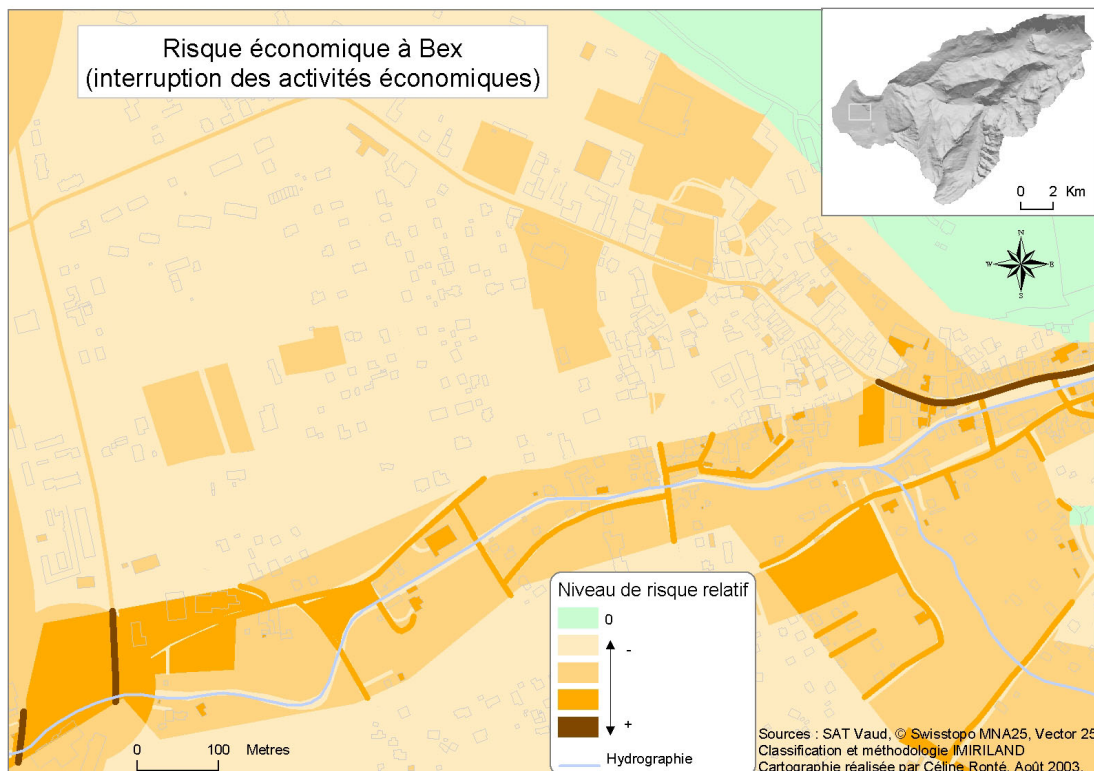 Risque économique à Bex
(interruption des activités économiques)
0 2 Km
N
W E
S
Niveau de risque relatif
0
-
+
Hydrographie
0 100 Metres
Sources : SAT Vaud, © Swisstopo MNA25, Vector 25
Classification et méthodologie IMIRILAND
Cartographie réalisée par Céline Ronté, Août 2003.